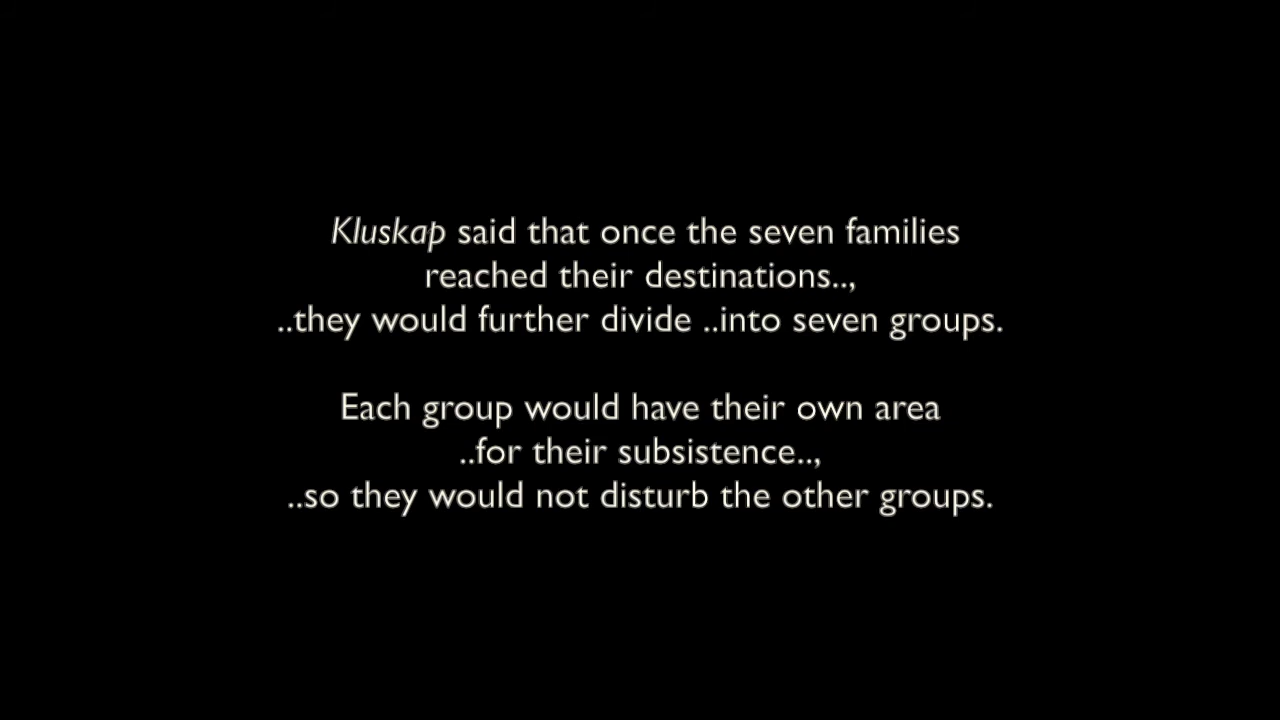 Kluskap said that once the seven families
reached their destinations..,
..they would further divide ..into seven groups.
Each group would have their own area
..for their subsistence..,
..so they would not disturb the other groups.